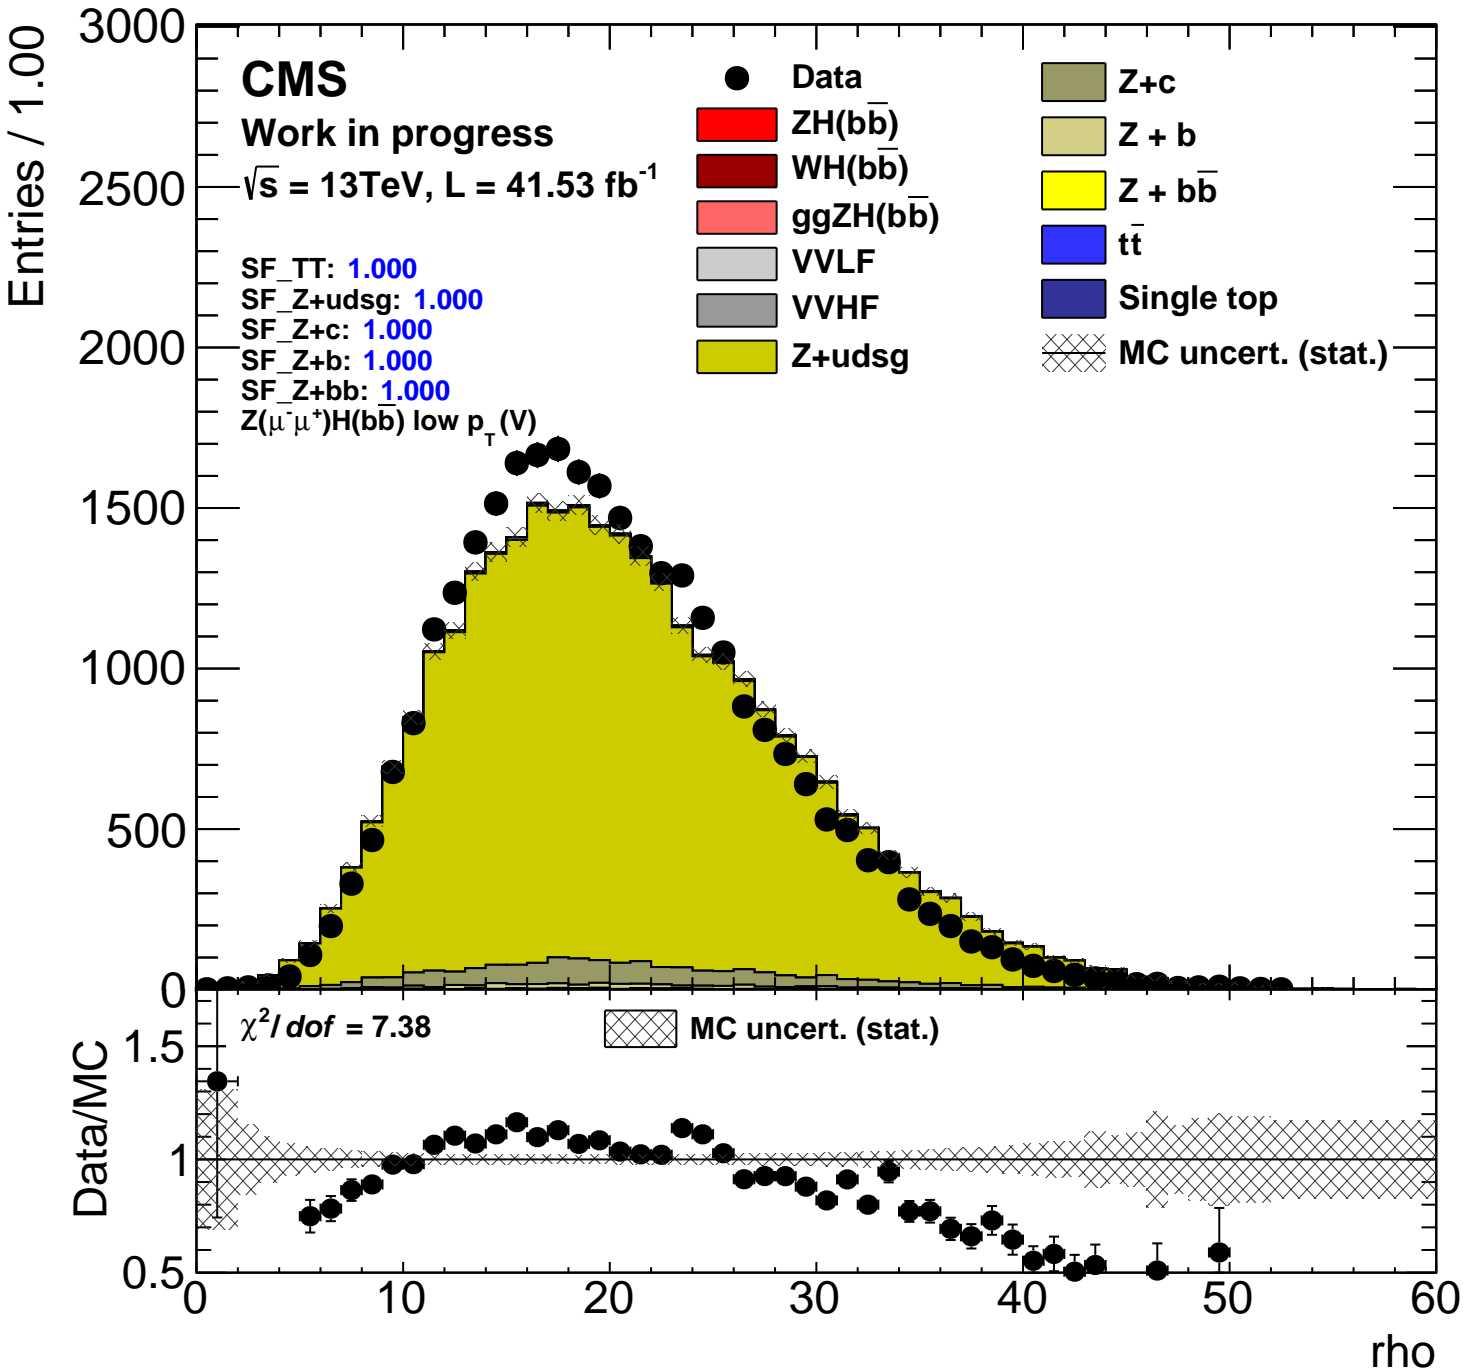 Entries / 1.00
3000
2500
2000
1500
1000
500
0
CMS
Work in progress
√s = 13TeV, L = 41.53 fb⁻¹
SF_TT: 1.000
SF_Z+udsg: 1.000
SF_Z+c: 1.000
SF_Z+b: 1.000
SF_Z+bb: 1.000
Z(μ⁻μ⁺)H(bb̅) low p_T(V)
Data
ZH(bb̅)
WH(bb̅)
ggZH(bb̅)
VVLF
VVHF
Z+udsg
Z+c
Z + b
Z + bb̅
tt̅
Single top
MC uncert. (stat.)
Data/MC
1.5
1
0.5
χ²/dof = 7.38
MC uncert. (stat.)
0 10 20 30 40 50 60
rho